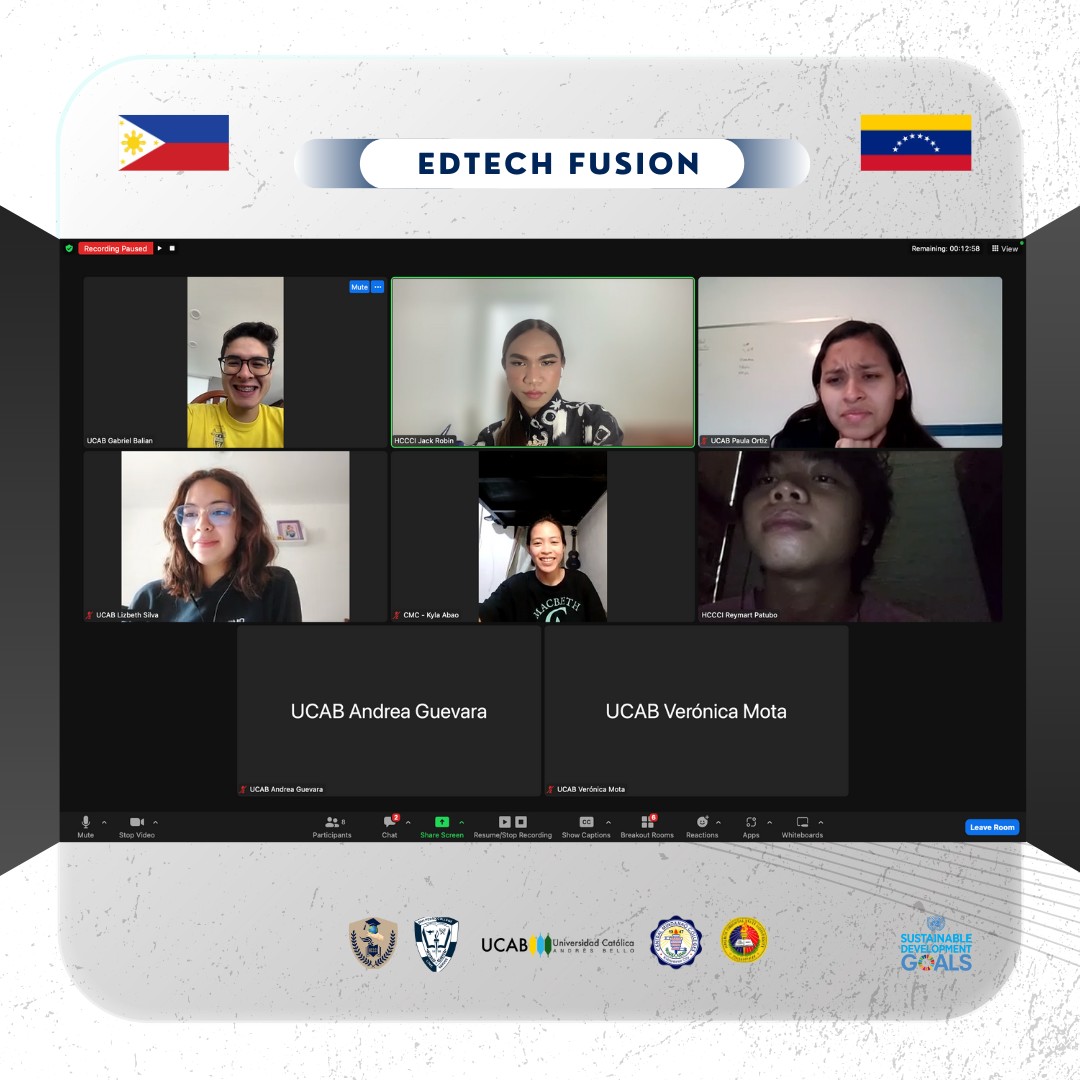 EDTECH FUSION
Recording Paused
Remaining: 00:12:58
View
Mute
UCAB Gabriel Balian
HCCCI Jack Robin
UCAB Paula Ortiz
UCAB Lizbeth Silva
MACBETH
CMC - Kyla Abao
HCCCI Reymart Patubo
UCAB Andrea Guevara
UCAB Verónica Mota
UCAB Andrea Guevara
UCAB Verónica Mota
Mute
Stop Video
Participants
8
Chat
2
Share Screen
Resume/Stop Recording
CC
Show Captions
Breakout Rooms
6
Reactions
Apps
Whiteboards
Leave Room
UCAB
Universidad Católica
ANDRÉS BELLO
SUSTAINABLE
DEVELOPMENT
GOALS